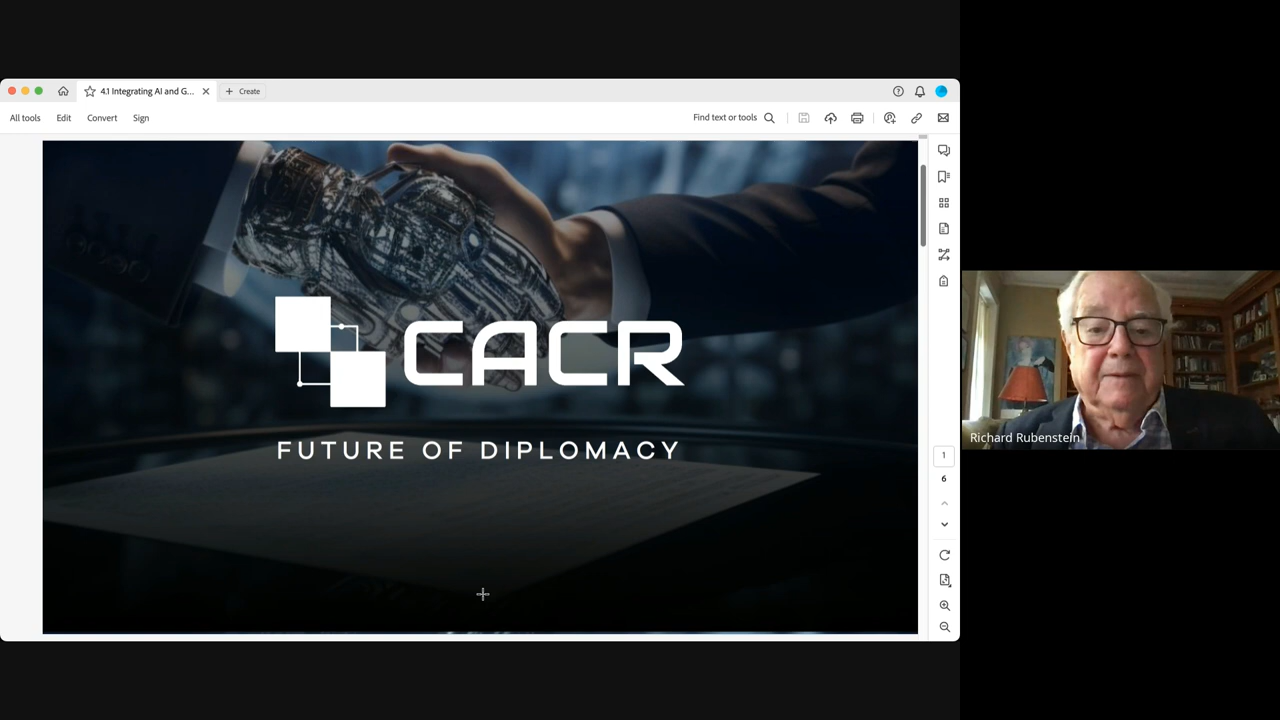 4.1 Integrating AI and G...
Create
All tools
Edit
Convert
Sign
Find text or tools
CACR
FUTURE OF DIPLOMACY
1
6
Richard Rubenstein